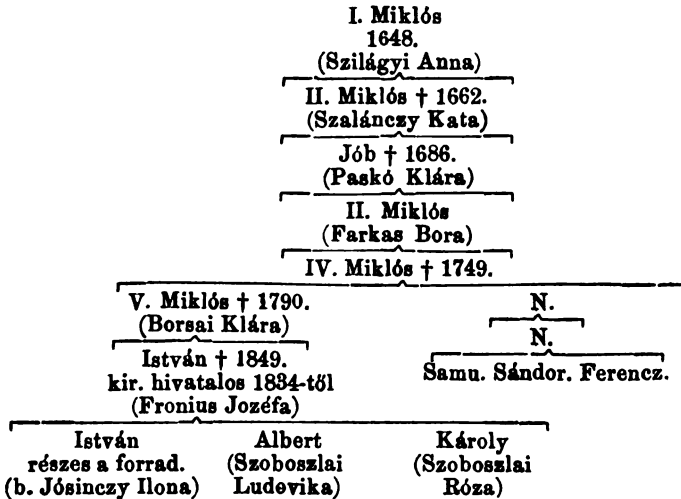 I. Miklós
1648.
(Szilágyi Anna)
II. Miklós † 1662.
(Szalánczy Kata)
Jób † 1686.
(Paskó Klára)
II. Miklós
(Farkas Bora)
IV. Miklós † 1749.
V. Miklós † 1790.
(Borsai Klára)
N.
N.
István † 1849.
kir. hivatalos 1834-től
(Fronius Jozéfa)
Samu. Sándor. Ferencz.
István
részes a forrad.
(b. Jósinczy Ilona)
Albert
(Szoboszlai
Ludovika)
Károly
(Szoboszlai
Róza)